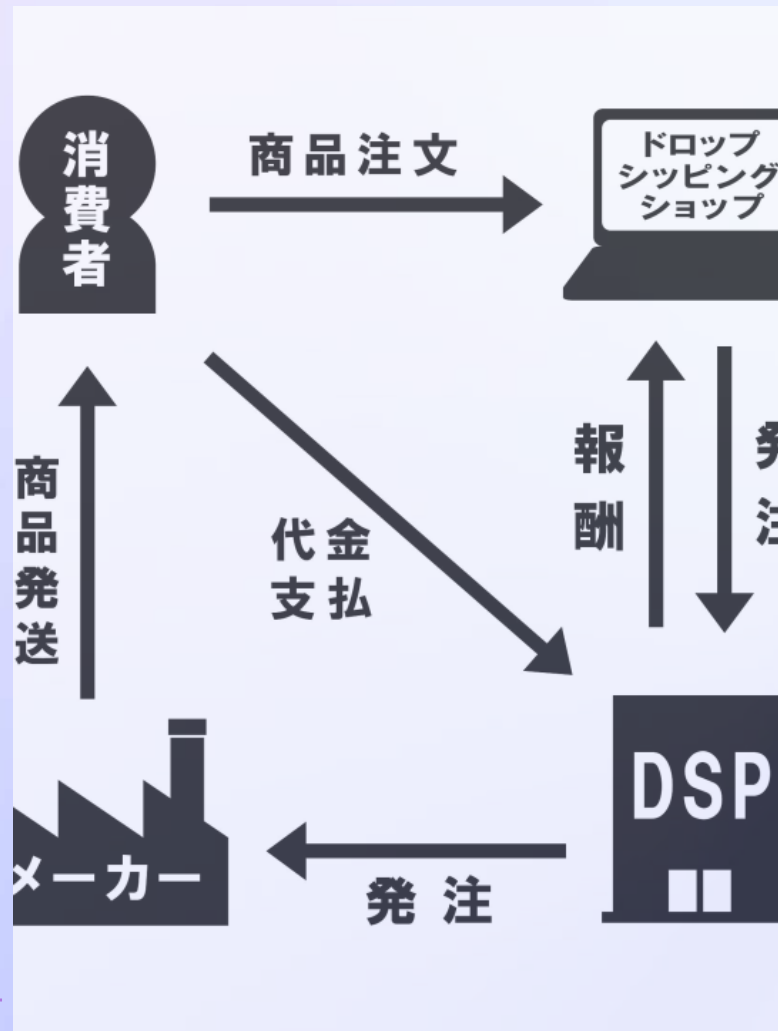 消費者
商品注文
ドロップ
シッピング
ショップ
商品発送
代金
支払
報酬
発注
DSP
メーカー
発注